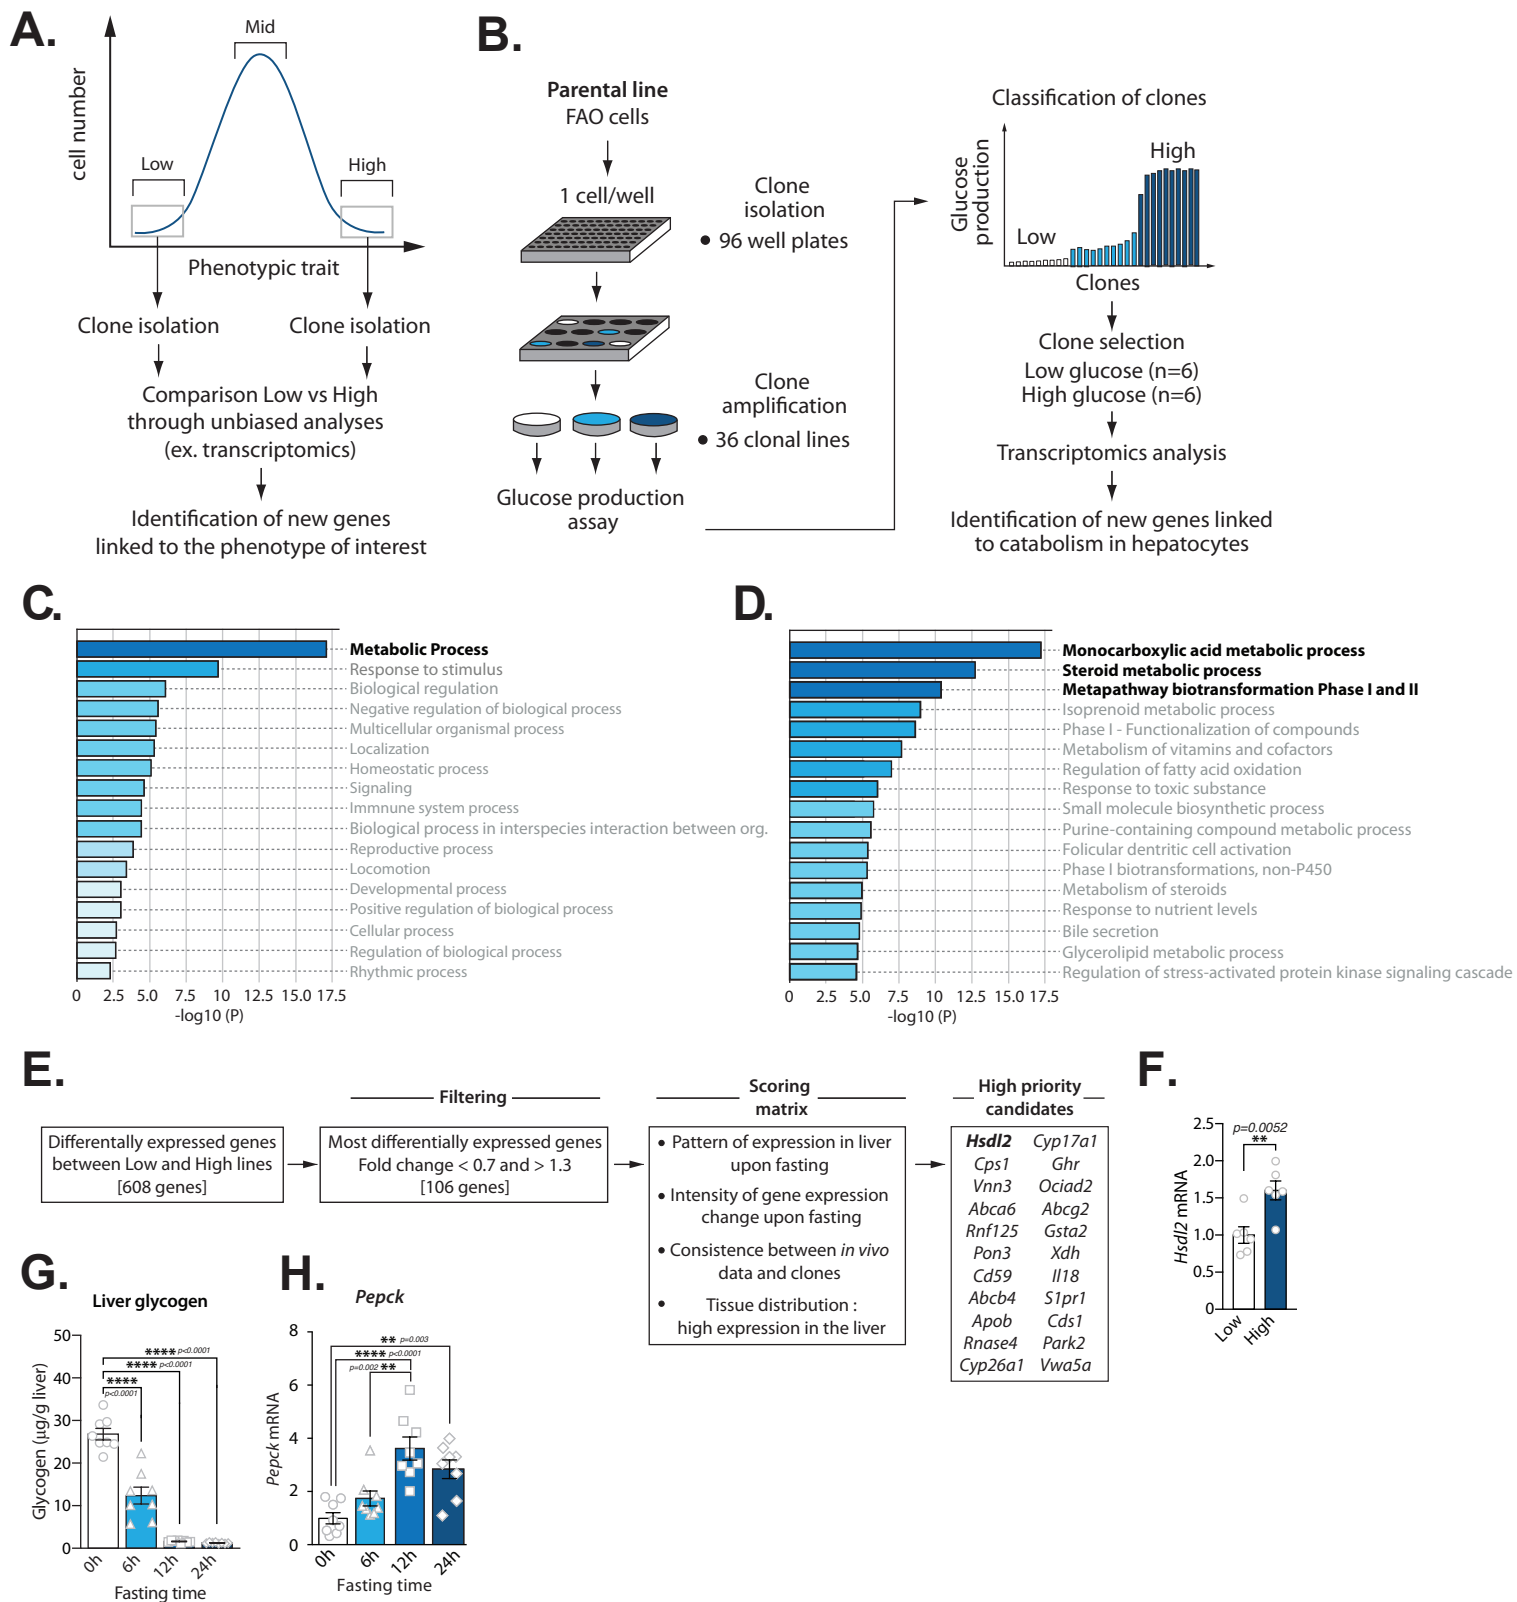 A.
cell number
Low
Mid
High
Phenotypic trait
Clone isolation
Clone isolation
Comparison Low vs High
through unbiased analyses
(ex. transcriptomics)
Identification of new genes
linked to the phenotype of interest
B.
Parental line
FAO cells
1 cell/well
Clone
isolation
• 96 well plates
Clone
amplification
• 36 clonal lines
Glucose production
assay
Classification of clones
Glucose
production
Low
High
Clones
Clone selection
Low glucose (n=6)
High glucose (n=6)
Transcriptomics analysis
Identification of new genes linked
to catabolism in hepatocytes
C.
Metabolic Process
Response to stimulus
Biological regulation
Negative regulation of biological process
Multicellular organismal process
Localization
Homeostatic process
Signaling
Immnune system process
Biological process in interspecies interaction between org.
Reproductive process
Locomotion
Developmental process
Positive regulation of biological process
Cellular process
Regulation of biological process
Rhythmic process
0 2.5 5.0 7.5 10 12.5 15.0 17.5
-log10 (P)
D.
Monocarboxylic acid metabolic process
Steroid metabolic process
Metapathway biotransformation Phase I and II
Isoprenoid metabolic process
Phase I - Functionalization of compounds
Metabolism of vitamins and cofactors
Regulation of fatty acid oxidation
Response to toxic substance
Small molecule biosynthetic process
Purine-containing compound metabolic process
Folicular dentritic cell activation
Phase I biotransformations, non-P450
Metabolism of steroids
Response to nutrient levels
Bile secretion
Glycerolipid metabolic process
Regulation of stress-activated protein kinase signaling cascade
0 2.5 5.0 7.5 10 12.5 15.0 17.5
-log10 (P)
E.
Differentially expressed genes
between Low and High lines
[608 genes]
Filtering
Most differentially expressed genes
Fold change < 0.7 and > 1.3
[106 genes]
Scoring
matrix
• Pattern of expression in liver
upon fasting
• Intensity of gene expression
change upon fasting
• Consistence between in vivo
data and clones
• Tissue distribution :
high expression in the liver
High priority
candidates
Hsdl2 Cyp17a1
Cps1 Ghr
Vnn3 Ociad2
Abca6 Abcg2
Rnf125 Gsta2
Pon3 Xdh
Cd59 Il18
Abcb4 S1pr1
Apob Cds1
Rnase4 Park2
Cyp26a1 Vwa5a
F.
Hsdl2 mRNA
2.5
2.0
1.5
1.0
0.5
0
p=0.0052
**
Low High
G.
Liver glycogen
Glycogen (µg/g liver)
50
40
30
20
10
0
**** p<0.0001
**** p<0.0001
****
p<0.0001
0h 6h 12h 24h
Fasting time
H.
Pepck
Pepck mRNA
8
6
4
2
0
** p=0.003
**** p<0.0001
p=0.002 **
0h 6h 12h 24h
Fasting time